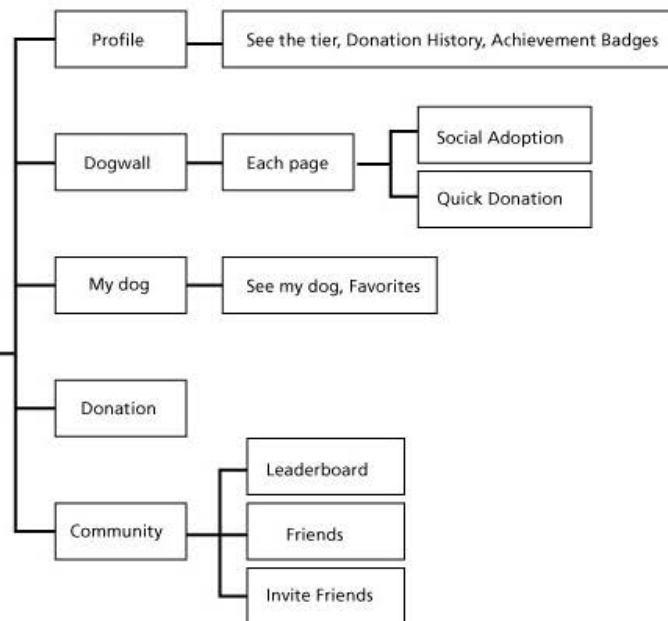 Profile
See the tier, Donation History, Achievement Badges
Dogwall
Each page
Social Adoption
Quick Donation
My dog
See my dog, Favorites
Donation
Community
Leaderboard
Friends
Invite Friends